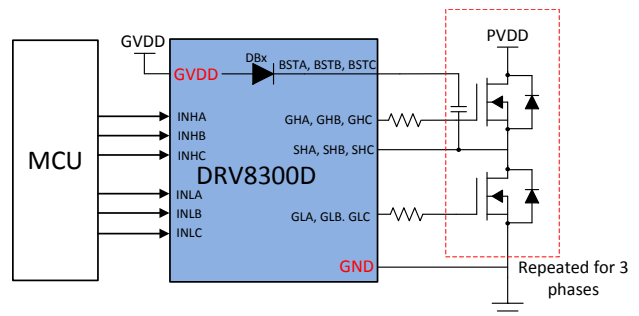 GVDD
PVDD
DBx
GVDD
BSTA, BSTB, BSTC
INHA
GHA, GHB, GHC
INHB
INHC
SHA, SHB, SHC
MCU
DRV8300D
INLA
INLB
GLA, GLB. GLC
INLC
GND
Repeated for 3
phases